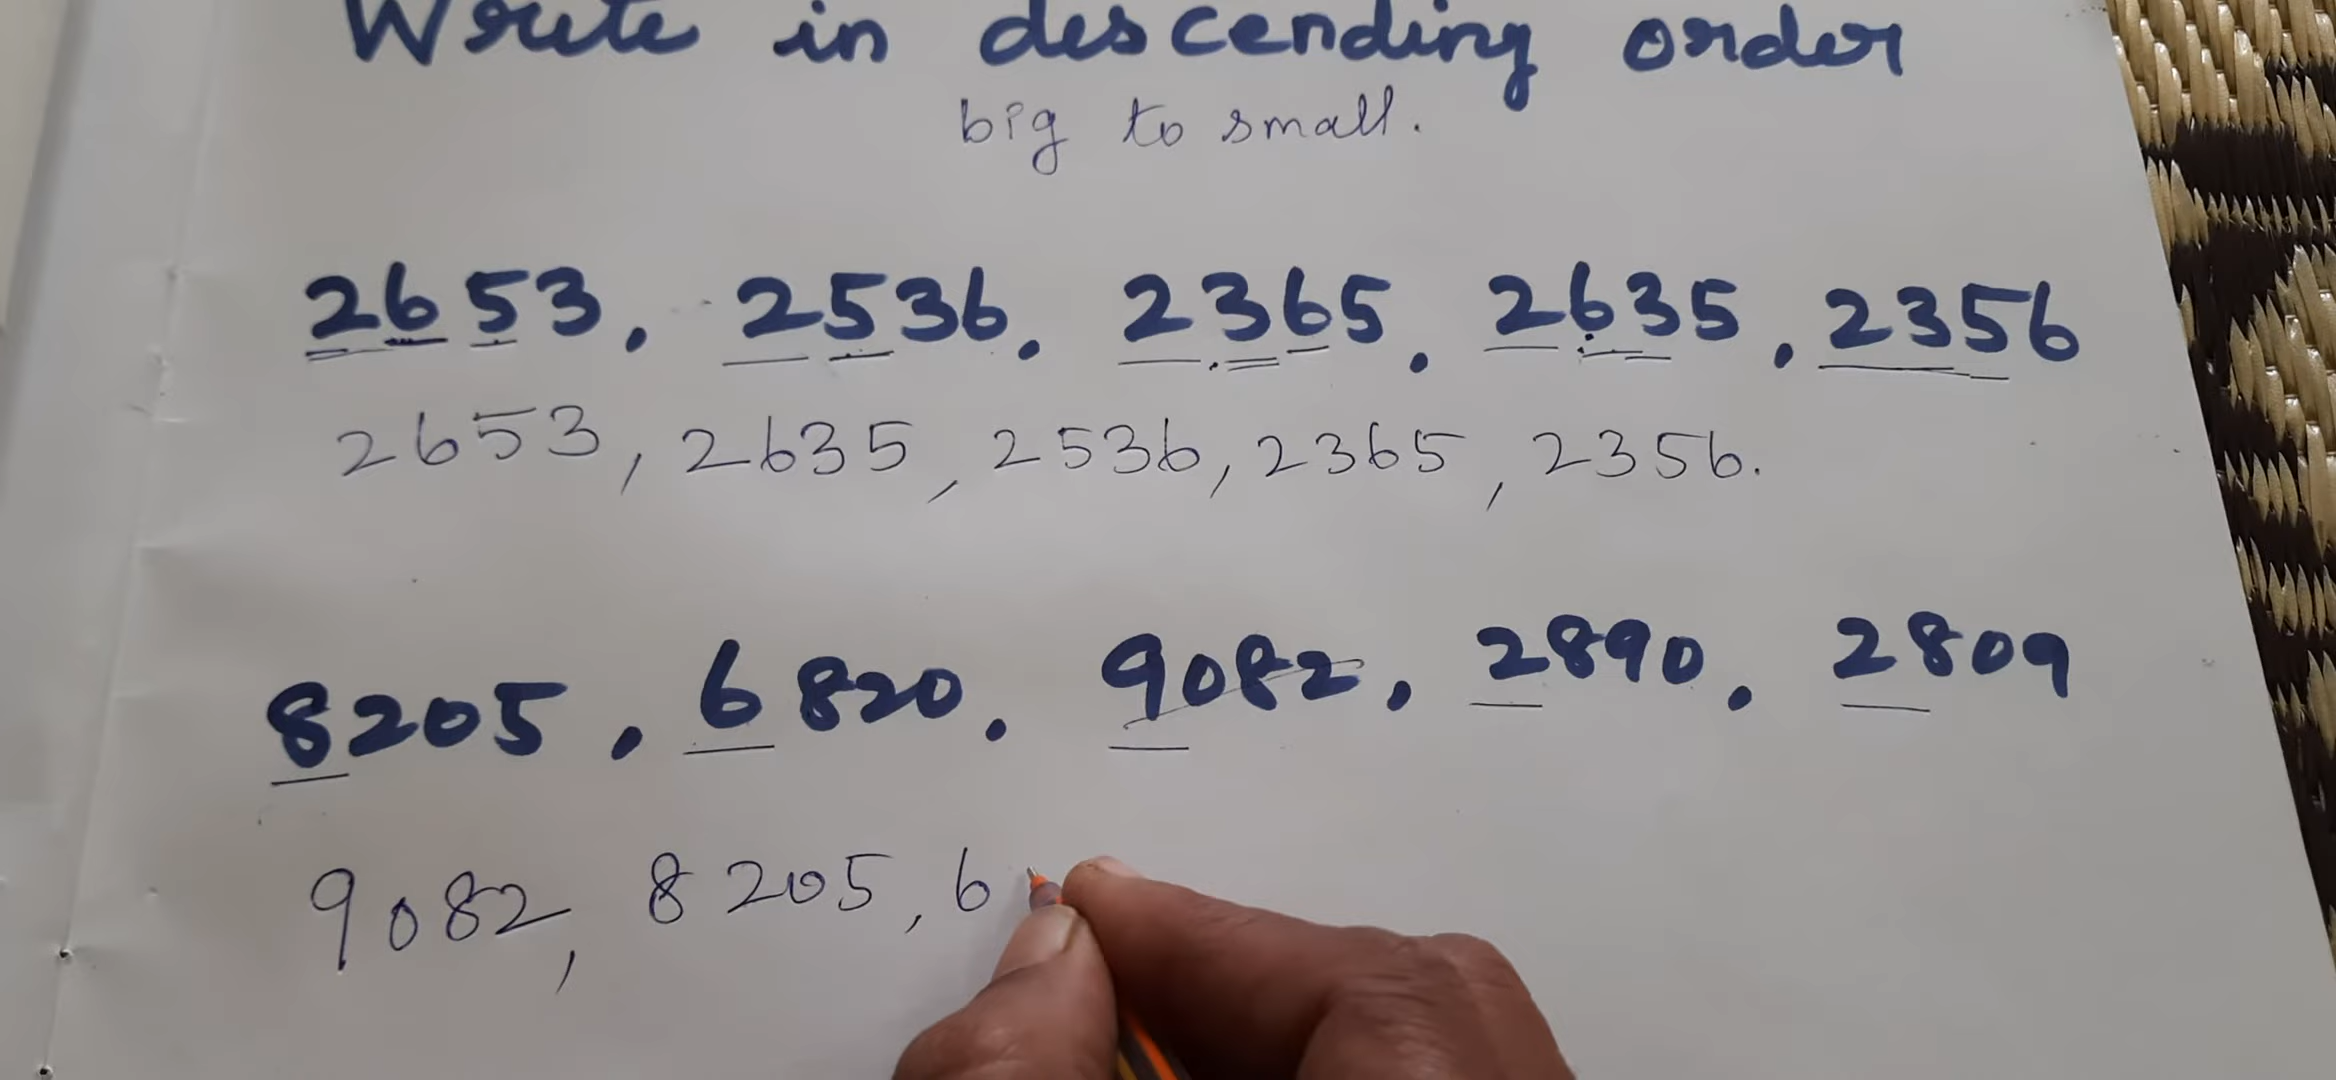 Write in descending order
big to small.
2653, 2536, 2365, 2635, 2356
2653, 2635, 2536, 2365, 2356.
8205, 6820, 9082, 2890, 2809
9082, 8205, 6